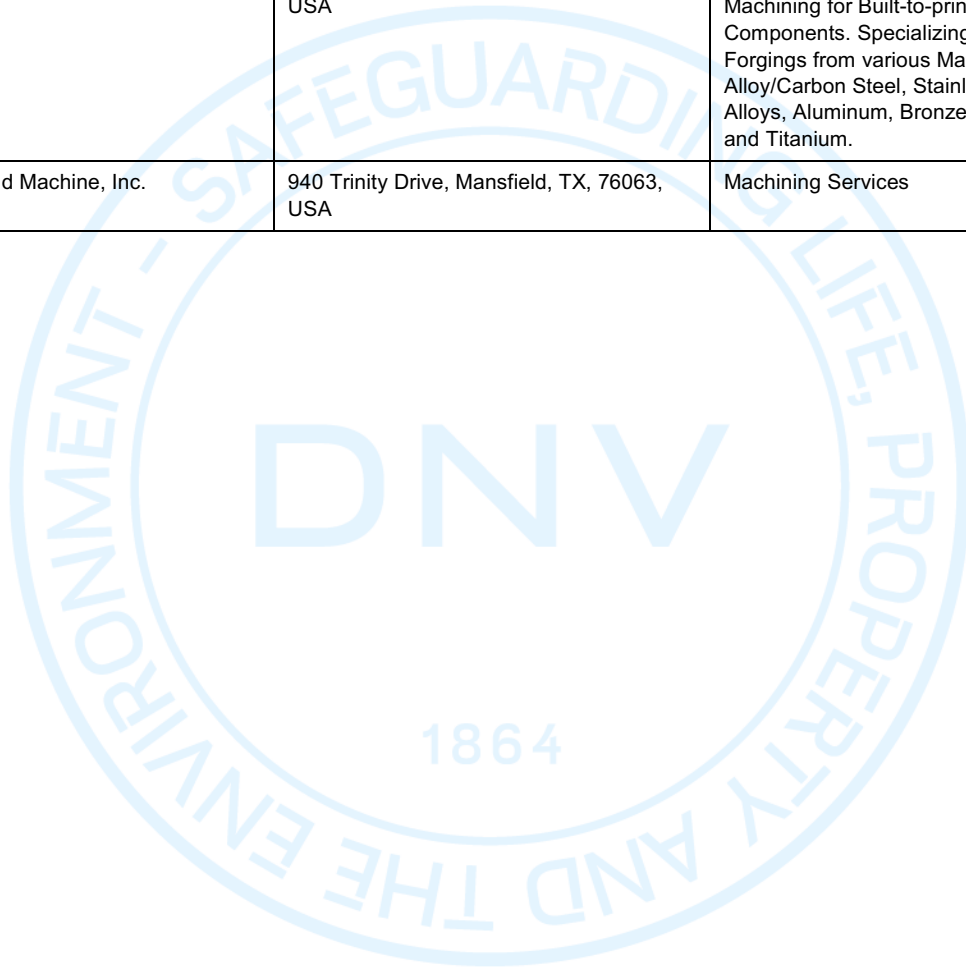 USA
Machining for Built-to-prin
Components. Specializing
Forgings from various Ma
Alloy/Carbon Steel, Stainl
Alloys, Aluminum, Bronze
and Titanium.
d Machine, Inc.
940 Trinity Drive, Mansfield, TX, 76063,
USA
Machining Services
SAFEGUARDING LIFE, PROPERTY AND THE ENVIRONMENT -
DNV
1864